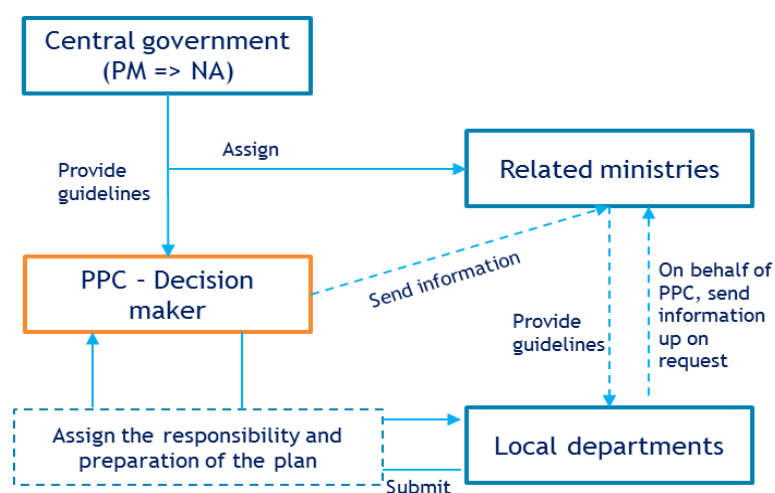 Central government
(PM => NA)
Assign
Provide
guidelines
Related ministries
PPC - Decision
maker
Send information
On behalf of
PPC, send
information
up on
request
Provide
guidelines
Assign the responsibility and
preparation of the plan
Local departments
Submit